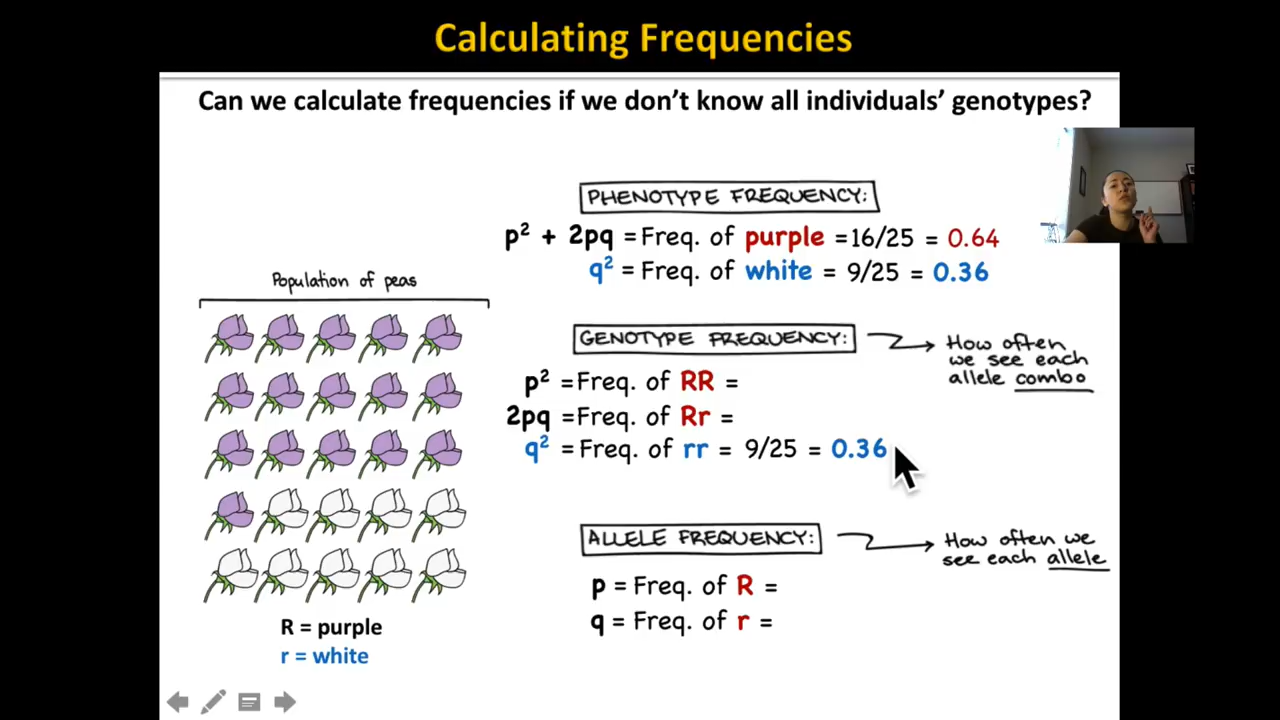 Calculating Frequencies
Can we calculate frequencies if we don't know all individuals' genotypes?
PHENOTYPE FREQUENCY:
p² + 2pq = Freq. of purple =16/25 = 0.64
q² = Freq. of white = 9/25 = 0.36
Population of peas
GENOTYPE FREQUENCY:
How often
we see each
allele combo
p² =Freq. of RR =
2pq =Freq. of Rr =
q² = Freq. of rr = 9/25 = 0.36
ALLELE FREQUENCY:
How often we
see each allele
p = Freq. of R =
q = Freq. of r =
R = purple
r = white